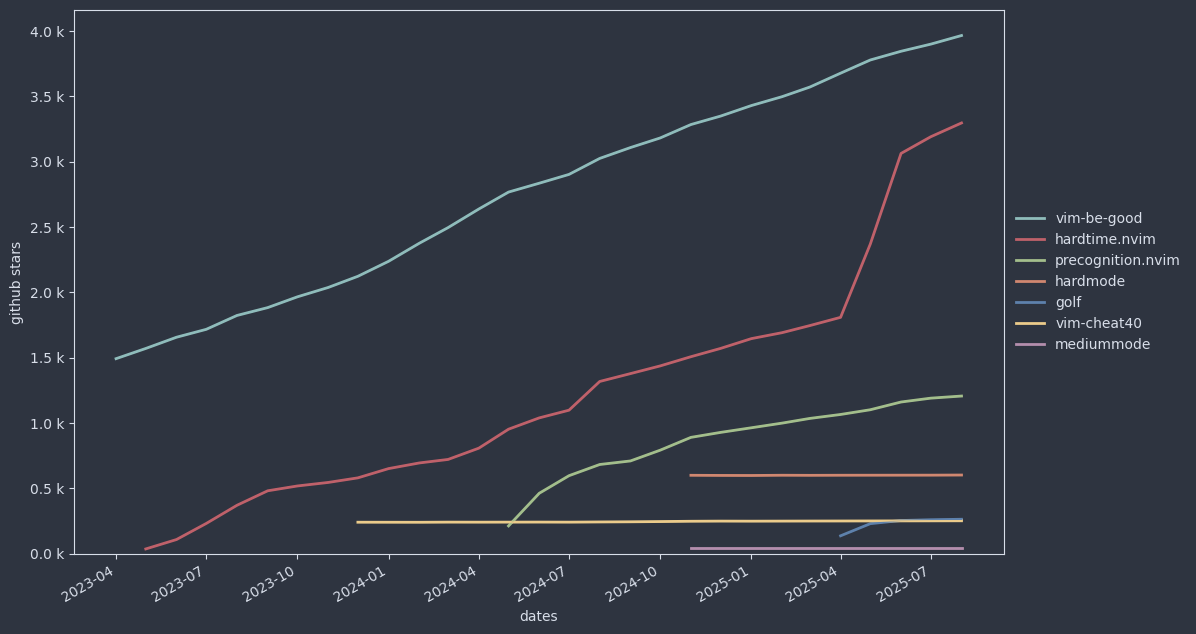 4.0 k
3.5 k
3.0 k
2.5 k
2.0 k
1.5 k
1.0 k
0.5 k
0.0 k
github stars
2023-04
2023-07
2023-10
2024-01
2024-04
2024-07
2024-10
2025-01
2025-04
2025-07
dates
vim-be-good
hardtime.nvim
precognition.nvim
hardmode
golf
vim-cheat40
mediummode